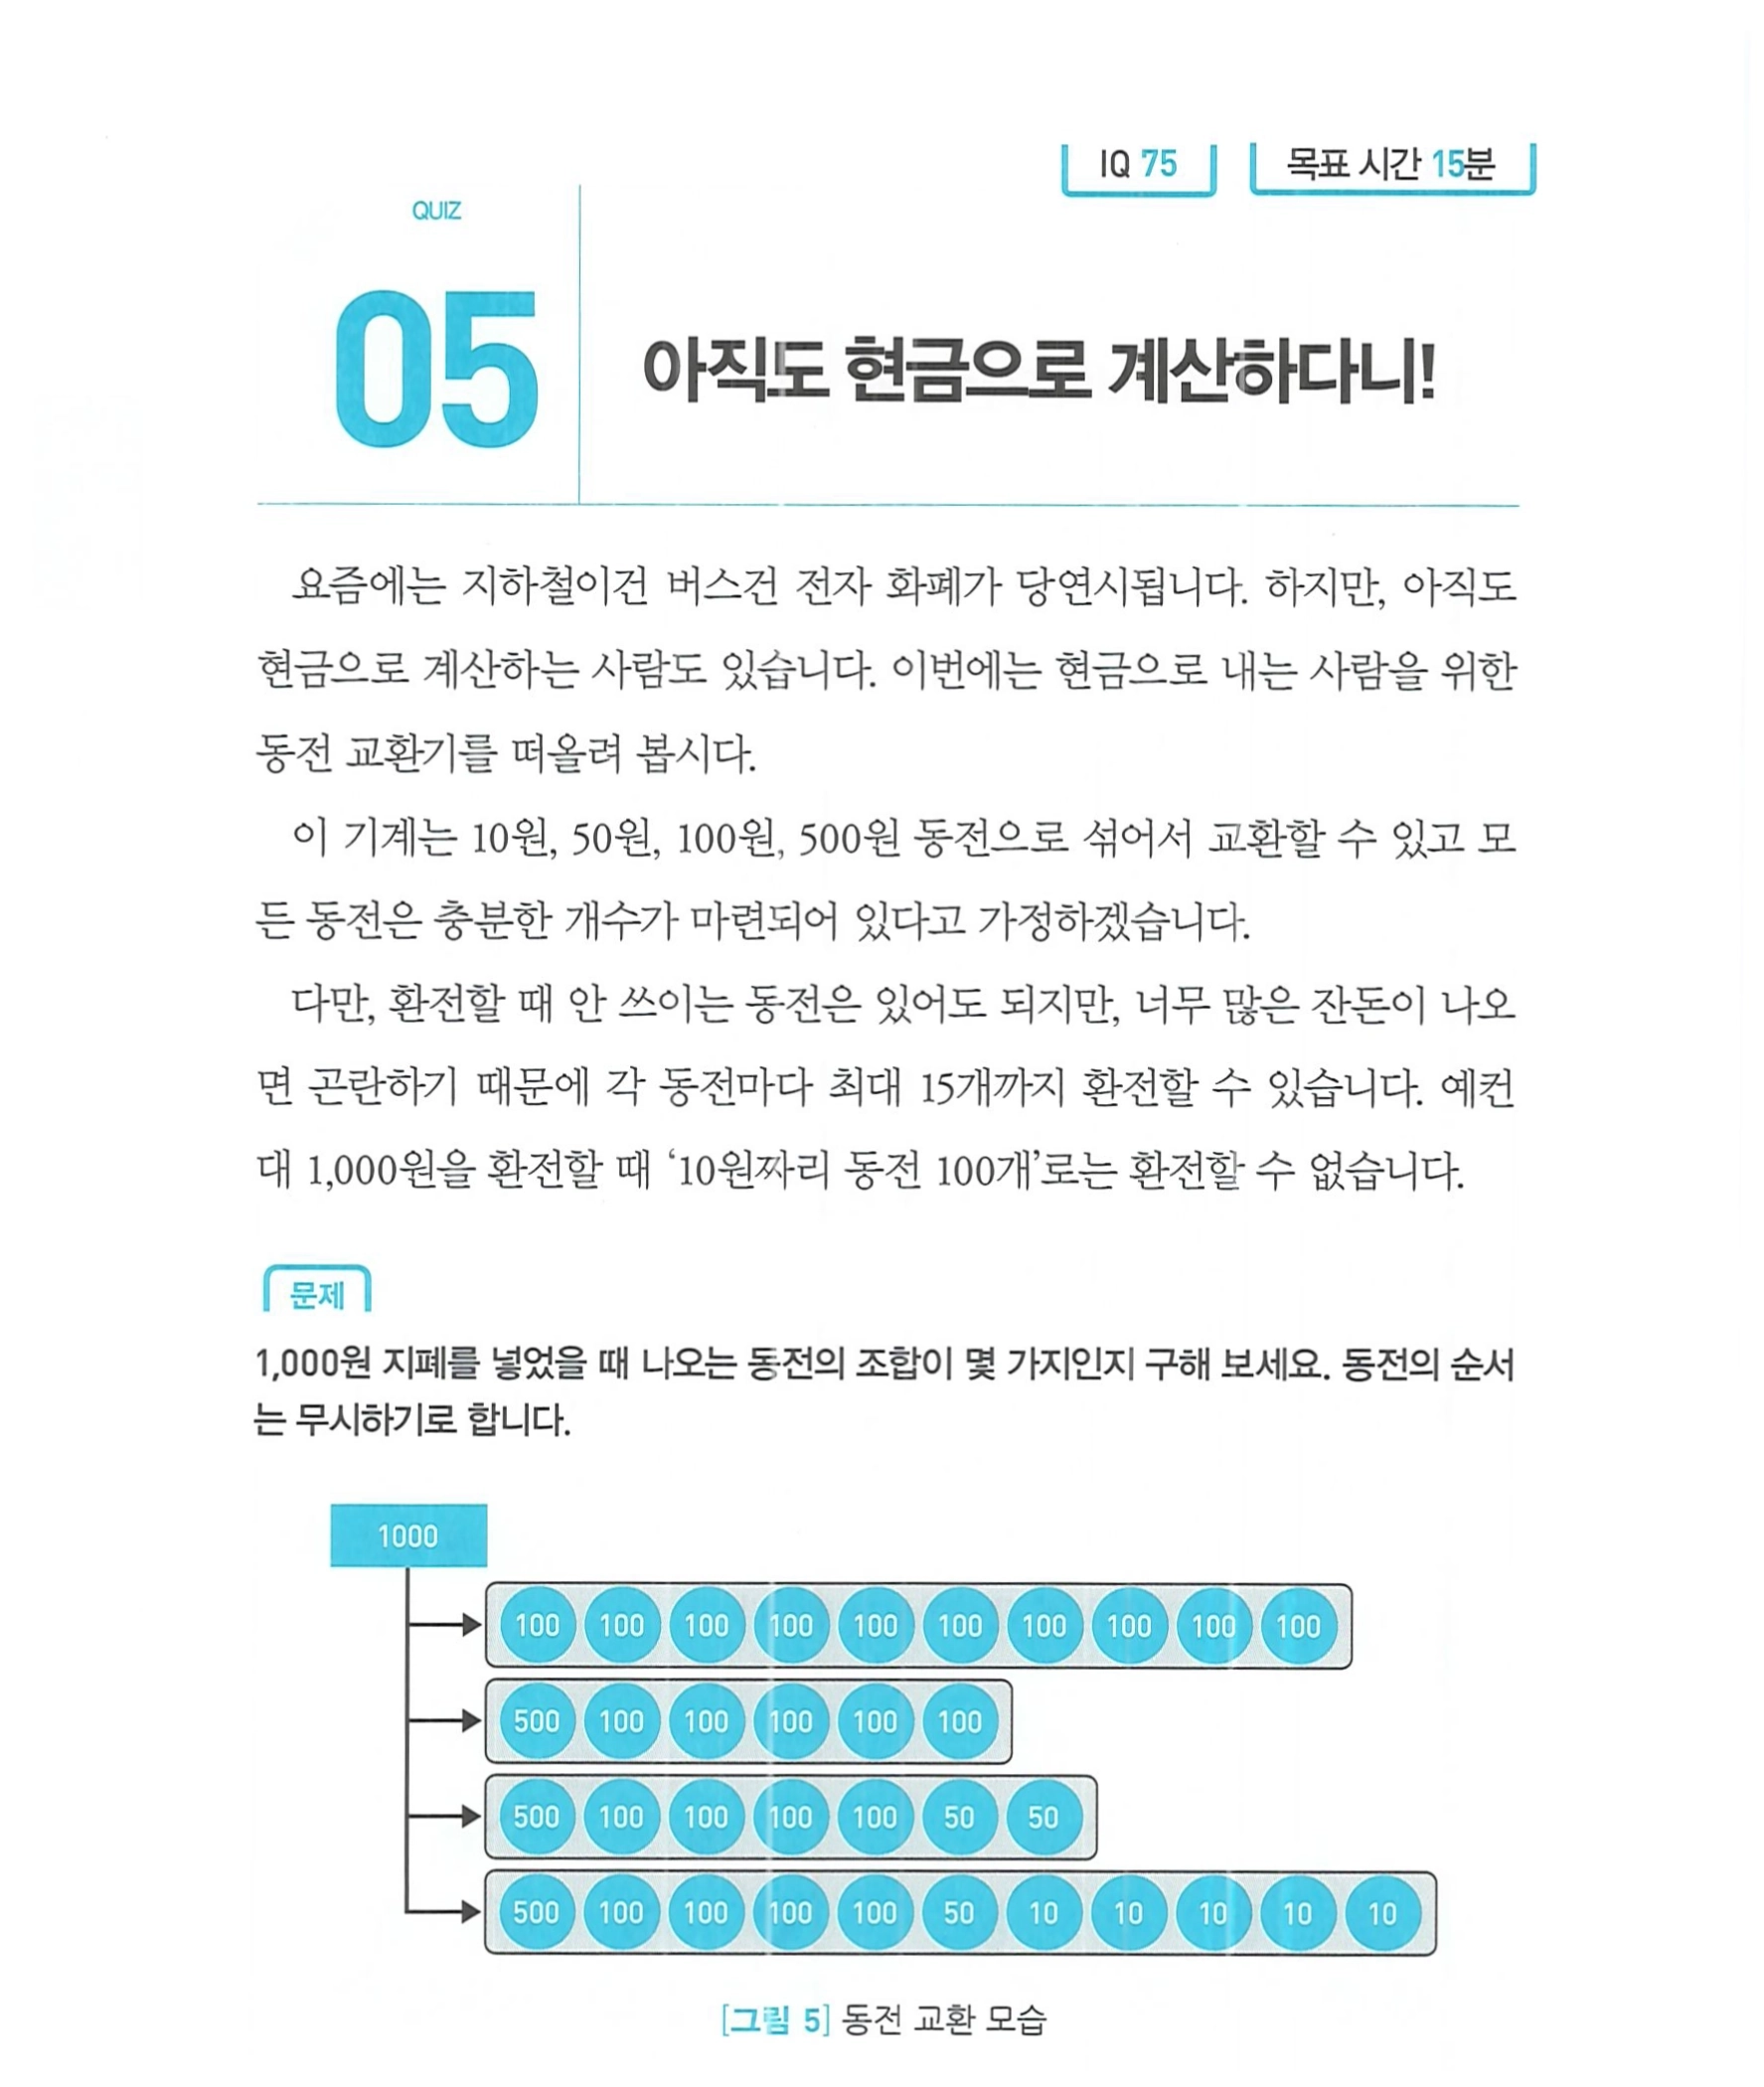 IQ 75
목표 시간 15분
QUIZ
05
아직도 현금으로 계산하다니!
요즘에는 지하철이건 버스건 전자 화폐가 당연시됩니다. 하지만, 아직도
현금으로 계산하는 사람도 있습니다. 이번에는 현금으로 내는 사람을 위한
동전 교환기를 떠올려 봅시다.
이 기계는 10원, 50원, 100원, 500원 동전으로 섞어서 교환할 수 있고 모
든 동전은 충분한 개수가 마련되어 있다고 가정하겠습니다.
다만, 환전할 때 안 쓰이는 동전은 있어도 되지만, 너무 많은 잔돈이 나오
면 곤란하기 때문에 각 동전마다 최대 15개까지 환전할 수 있습니다. 예컨
대 1,000원을 환전할 때 ‘10원짜리 동전 100개’로는 환전할 수 없습니다.
문제
1,000원 지폐를 넣었을 때 나오는 동전의 조합이 몇 가지인지 구해 보세요. 동전의 순서
는 무시하기로 합니다.
1000
100 100 100 100 100 100 100 100 100 100
500 100 100 100 100 100
500 100 100 100 100 50 50
500 100 100 100 100 50 10 10 10 10 10
[그림 5] 동전 교환 모습